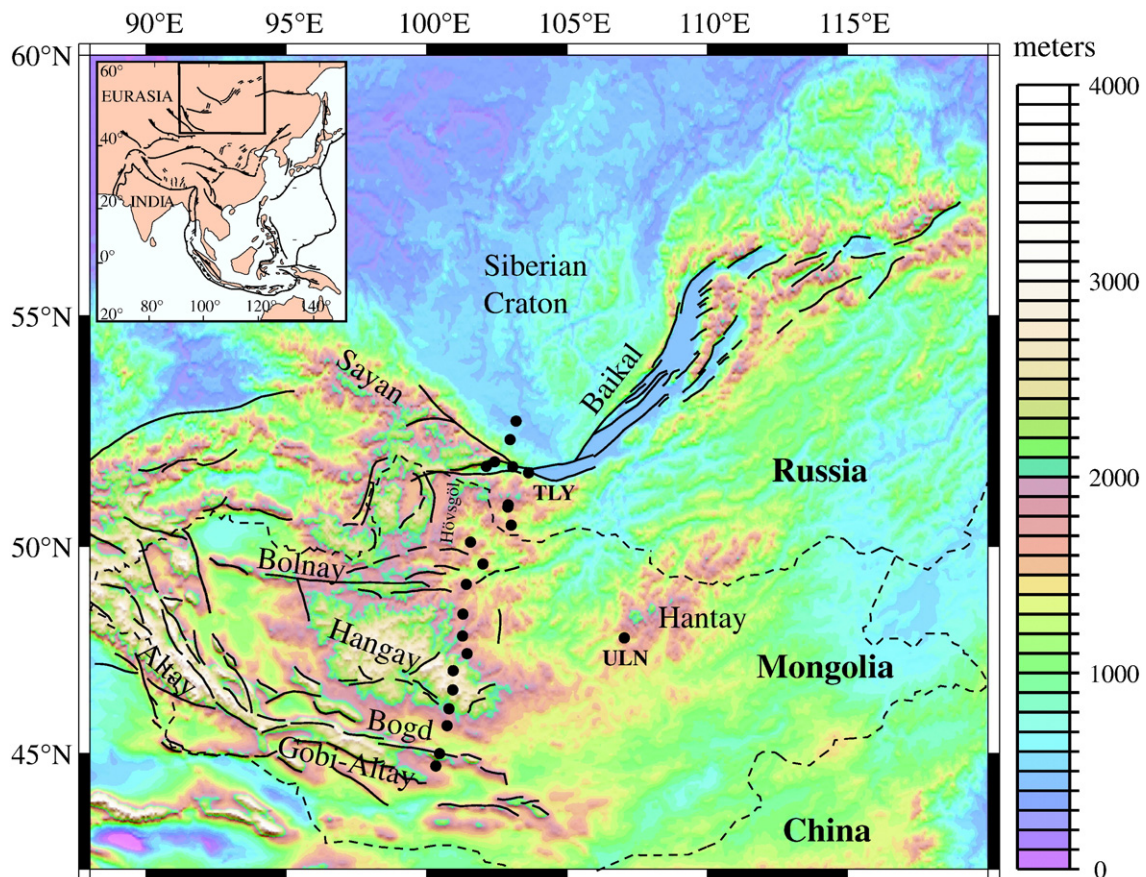 90°E 95°E 100°E 105°E 110°E 115°E
meters
60°N
55°N
50°N
45°N
4000
3000
2000
1000
0
60°
EURASIA
40°
INDIA
20°
0°
20°
80°
100°
120°
140°
Siberian
Craton
Baikal
Sayan
Russia
TLY
Hövsgöl
Bolnay
Hangay
Hantay
ULN
Mongolia
Altay
Bogd
Gobi-Altay
China